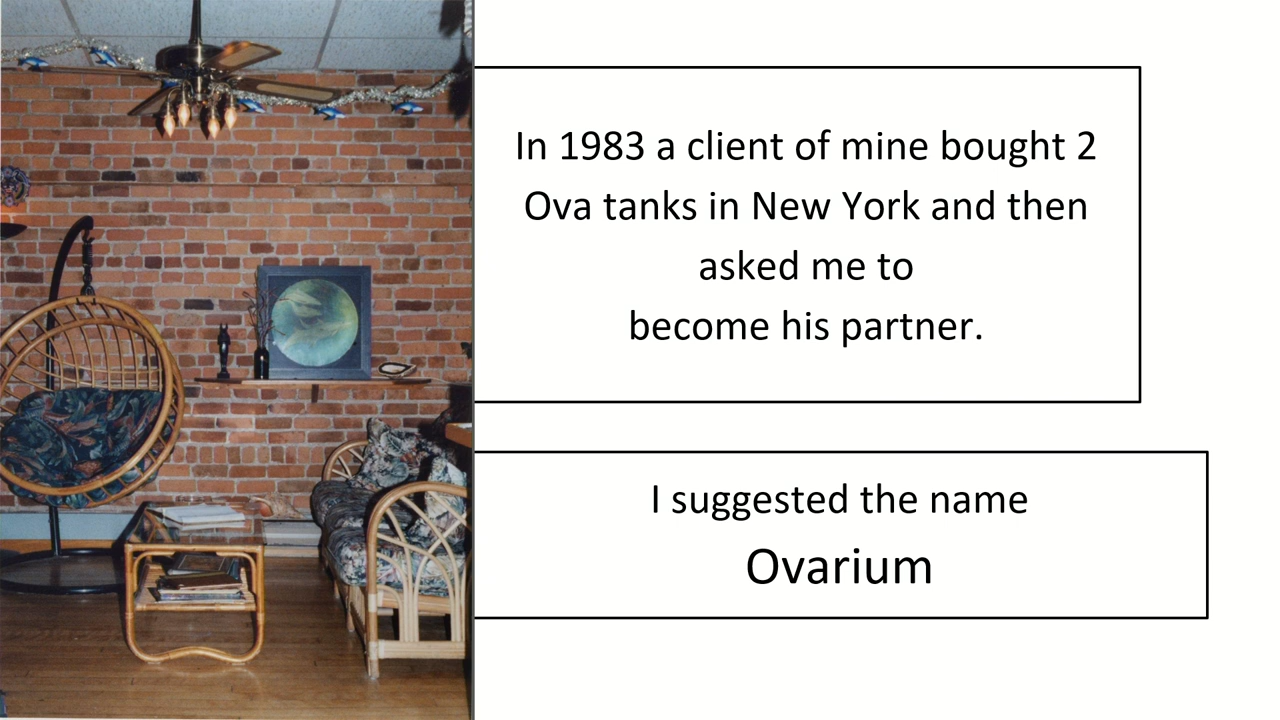 In 1983 a client of mine bought 2
Ova tanks in New York and then
asked me to
become his partner.
I suggested the name
Ovarium